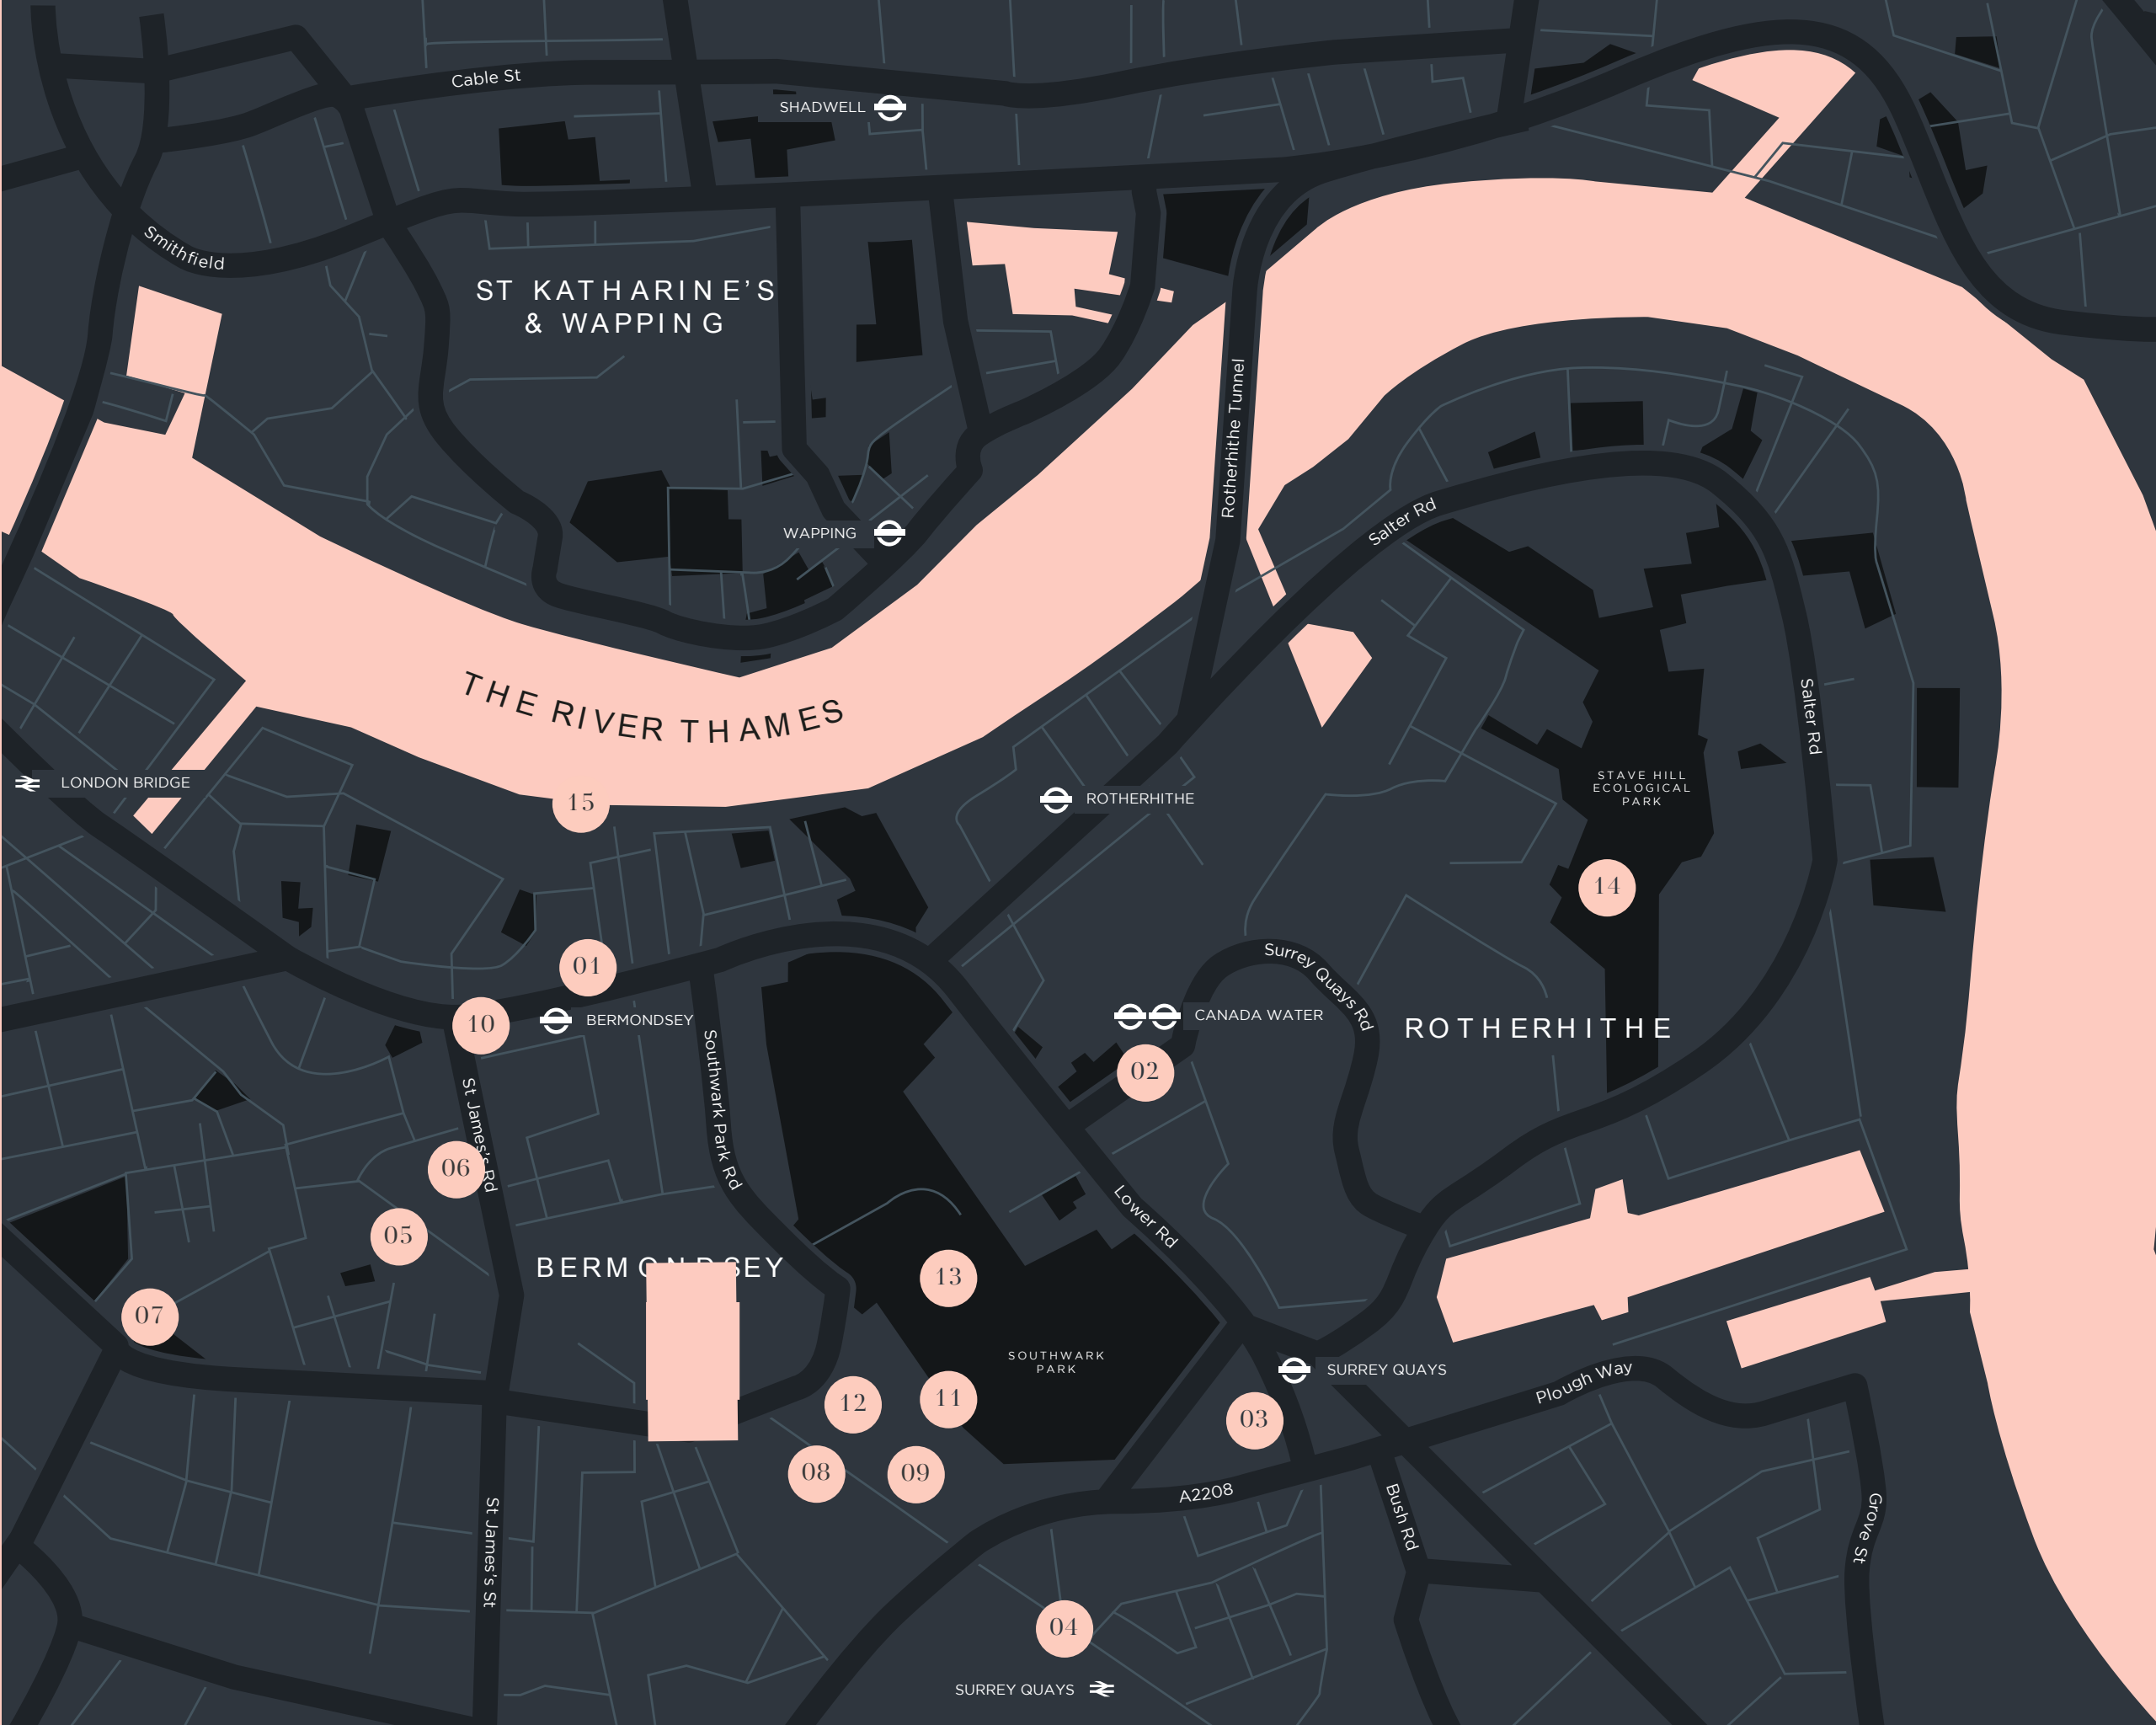 Cable St
SHADWELL
Smithfield
ST KATHARINE'S
& WAPPING
Rotherhithe Tunnel
Salter Rd
WAPPING
THE RIVER THAMES
Salter Rd
LONDON BRIDGE
15
ROTHERHITHE
STAVE HILL
ECOLOGICAL
PARK
14
01
Surrey Quays Rd
10
BERMONDSEY
CANADA WATER
ROTHERHITHE
Southwark Park Rd
02
St James's Rd
06
05
Lower Rd
BERMONDSEY
13
07
SOUTHWARK
PARK
SURREY QUAYS
Plough Way
12
11
03
08
09
A2208
Bush Rd
Grove St
St James's St
04
SURREY QUAYS